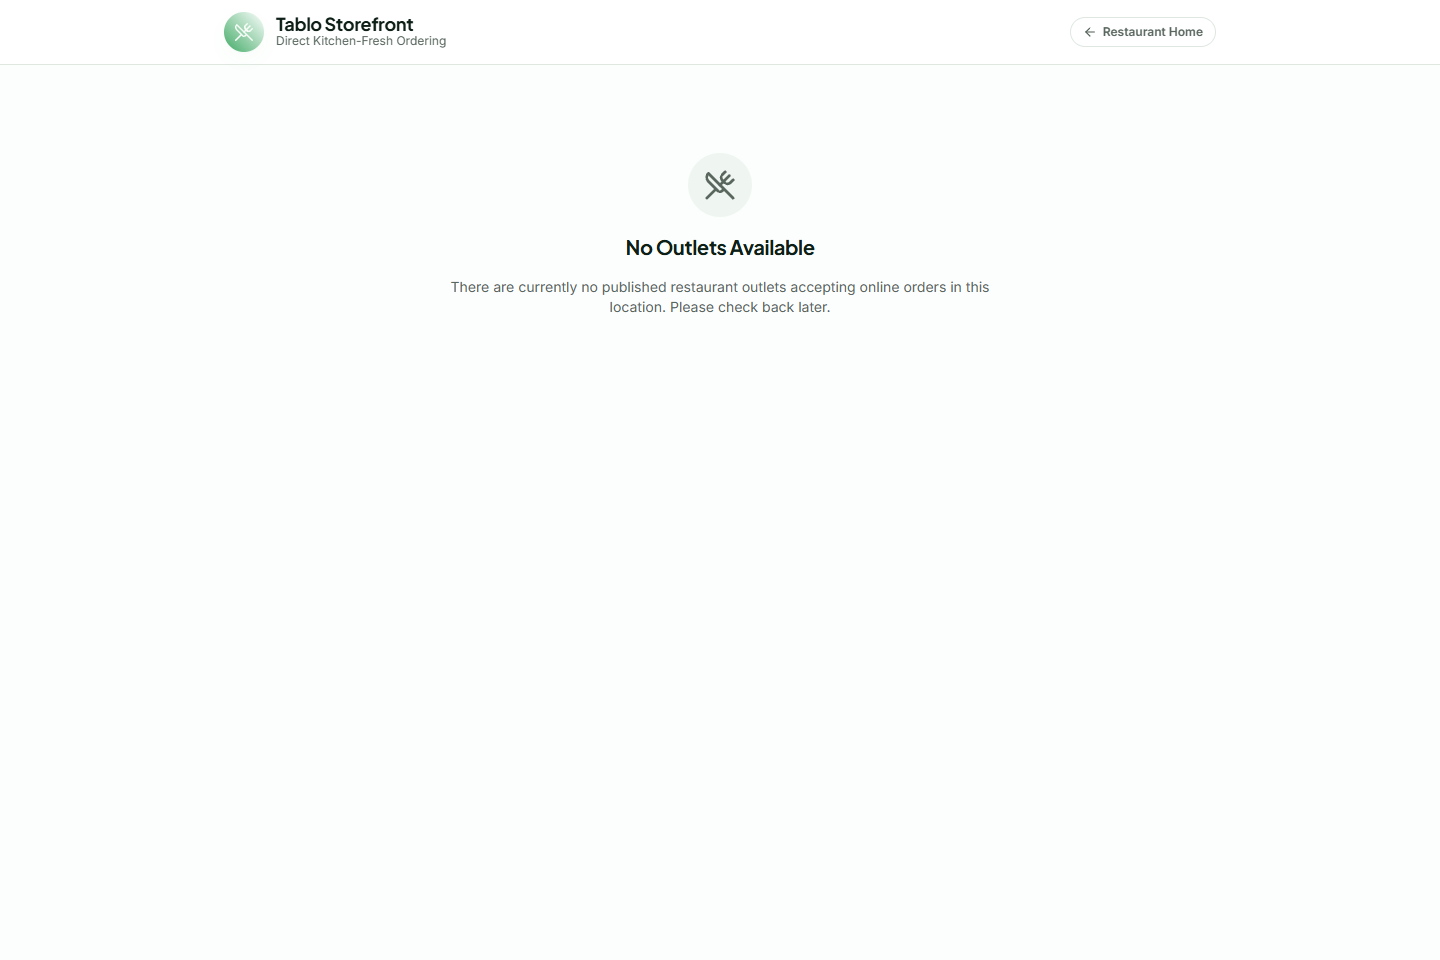 Tablo Storefront
Direct Kitchen-Fresh Ordering
Restaurant Home
No Outlets Available
There are currently no published restaurant outlets accepting online orders in this
location. Please check back later.